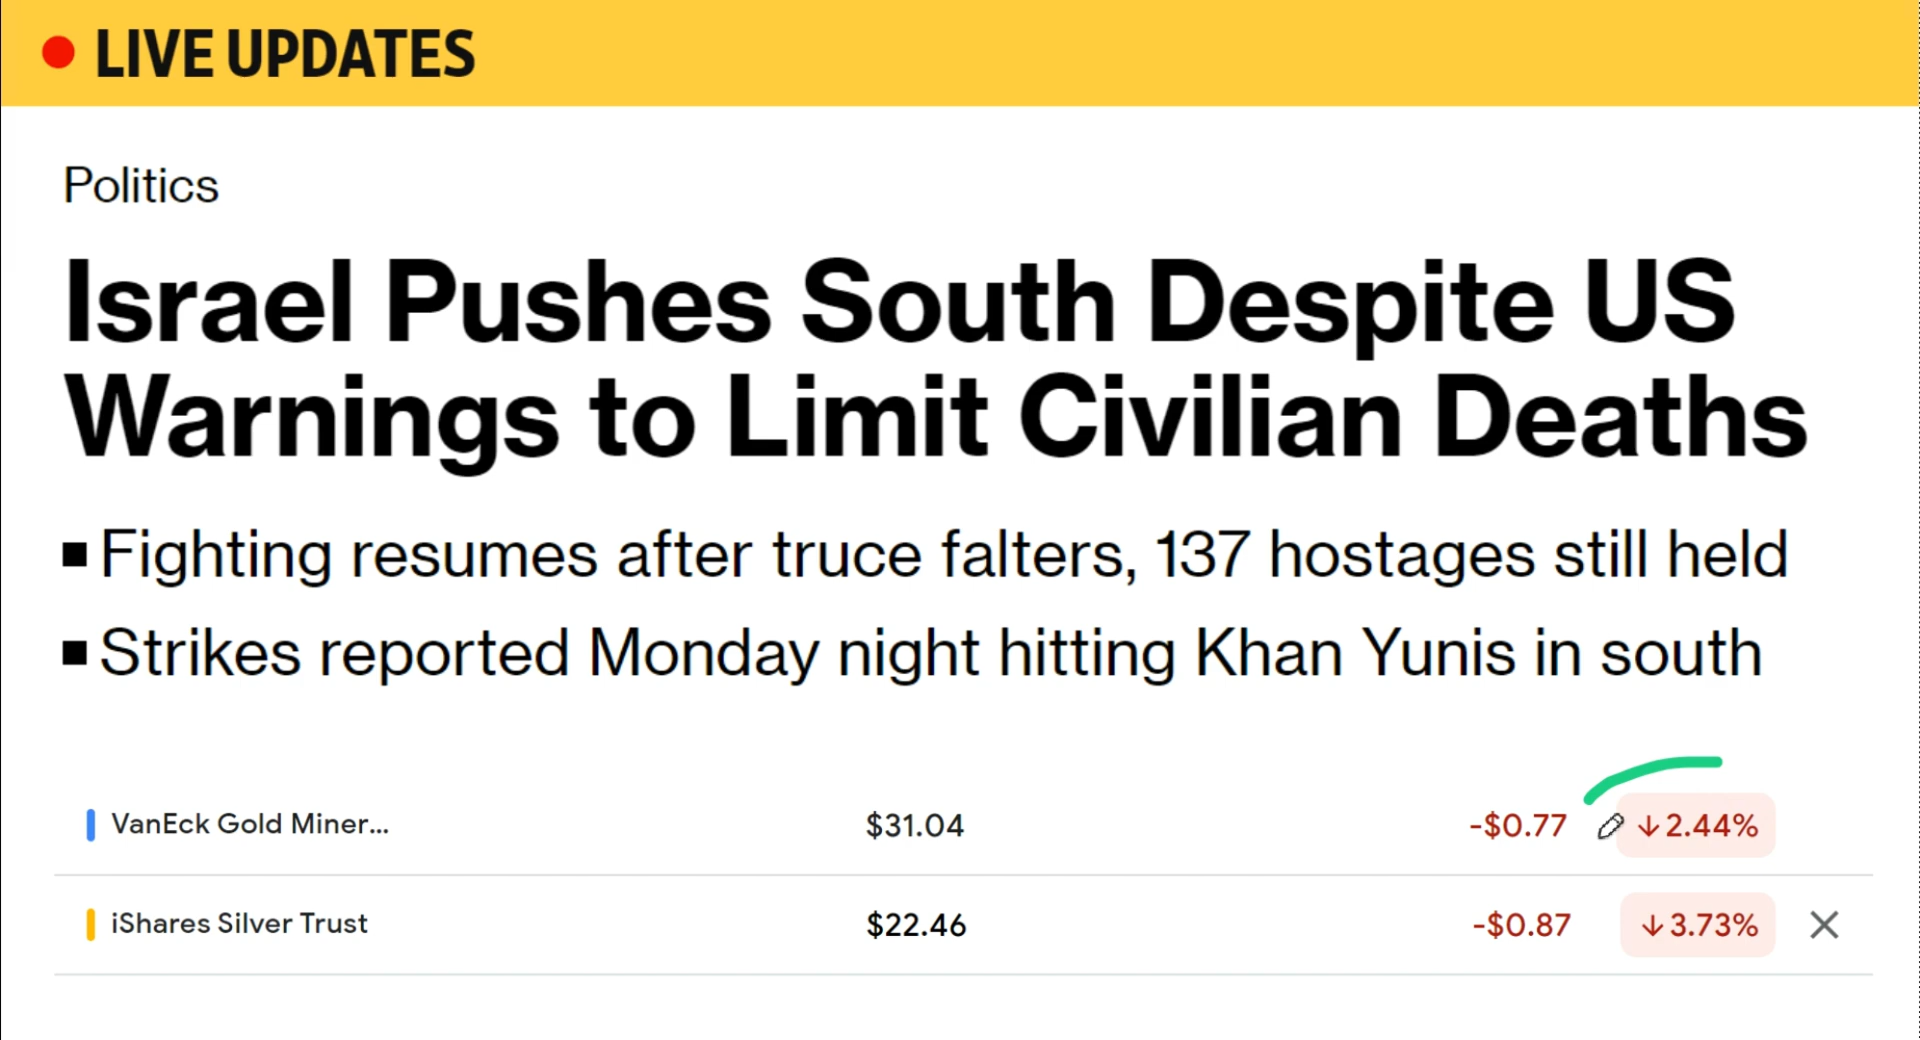 LIVE UPDATES
Politics
Israel Pushes South Despite US
Warnings to Limit Civilian Deaths
■ Fighting resumes after truce falters, 137 hostages still held
■ Strikes reported Monday night hitting Khan Yunis in south
VanEck Gold Miner... $31.04 -$0.77 ↓2.44%
iShares Silver Trust $22.46 -$0.87 ↓3.73%